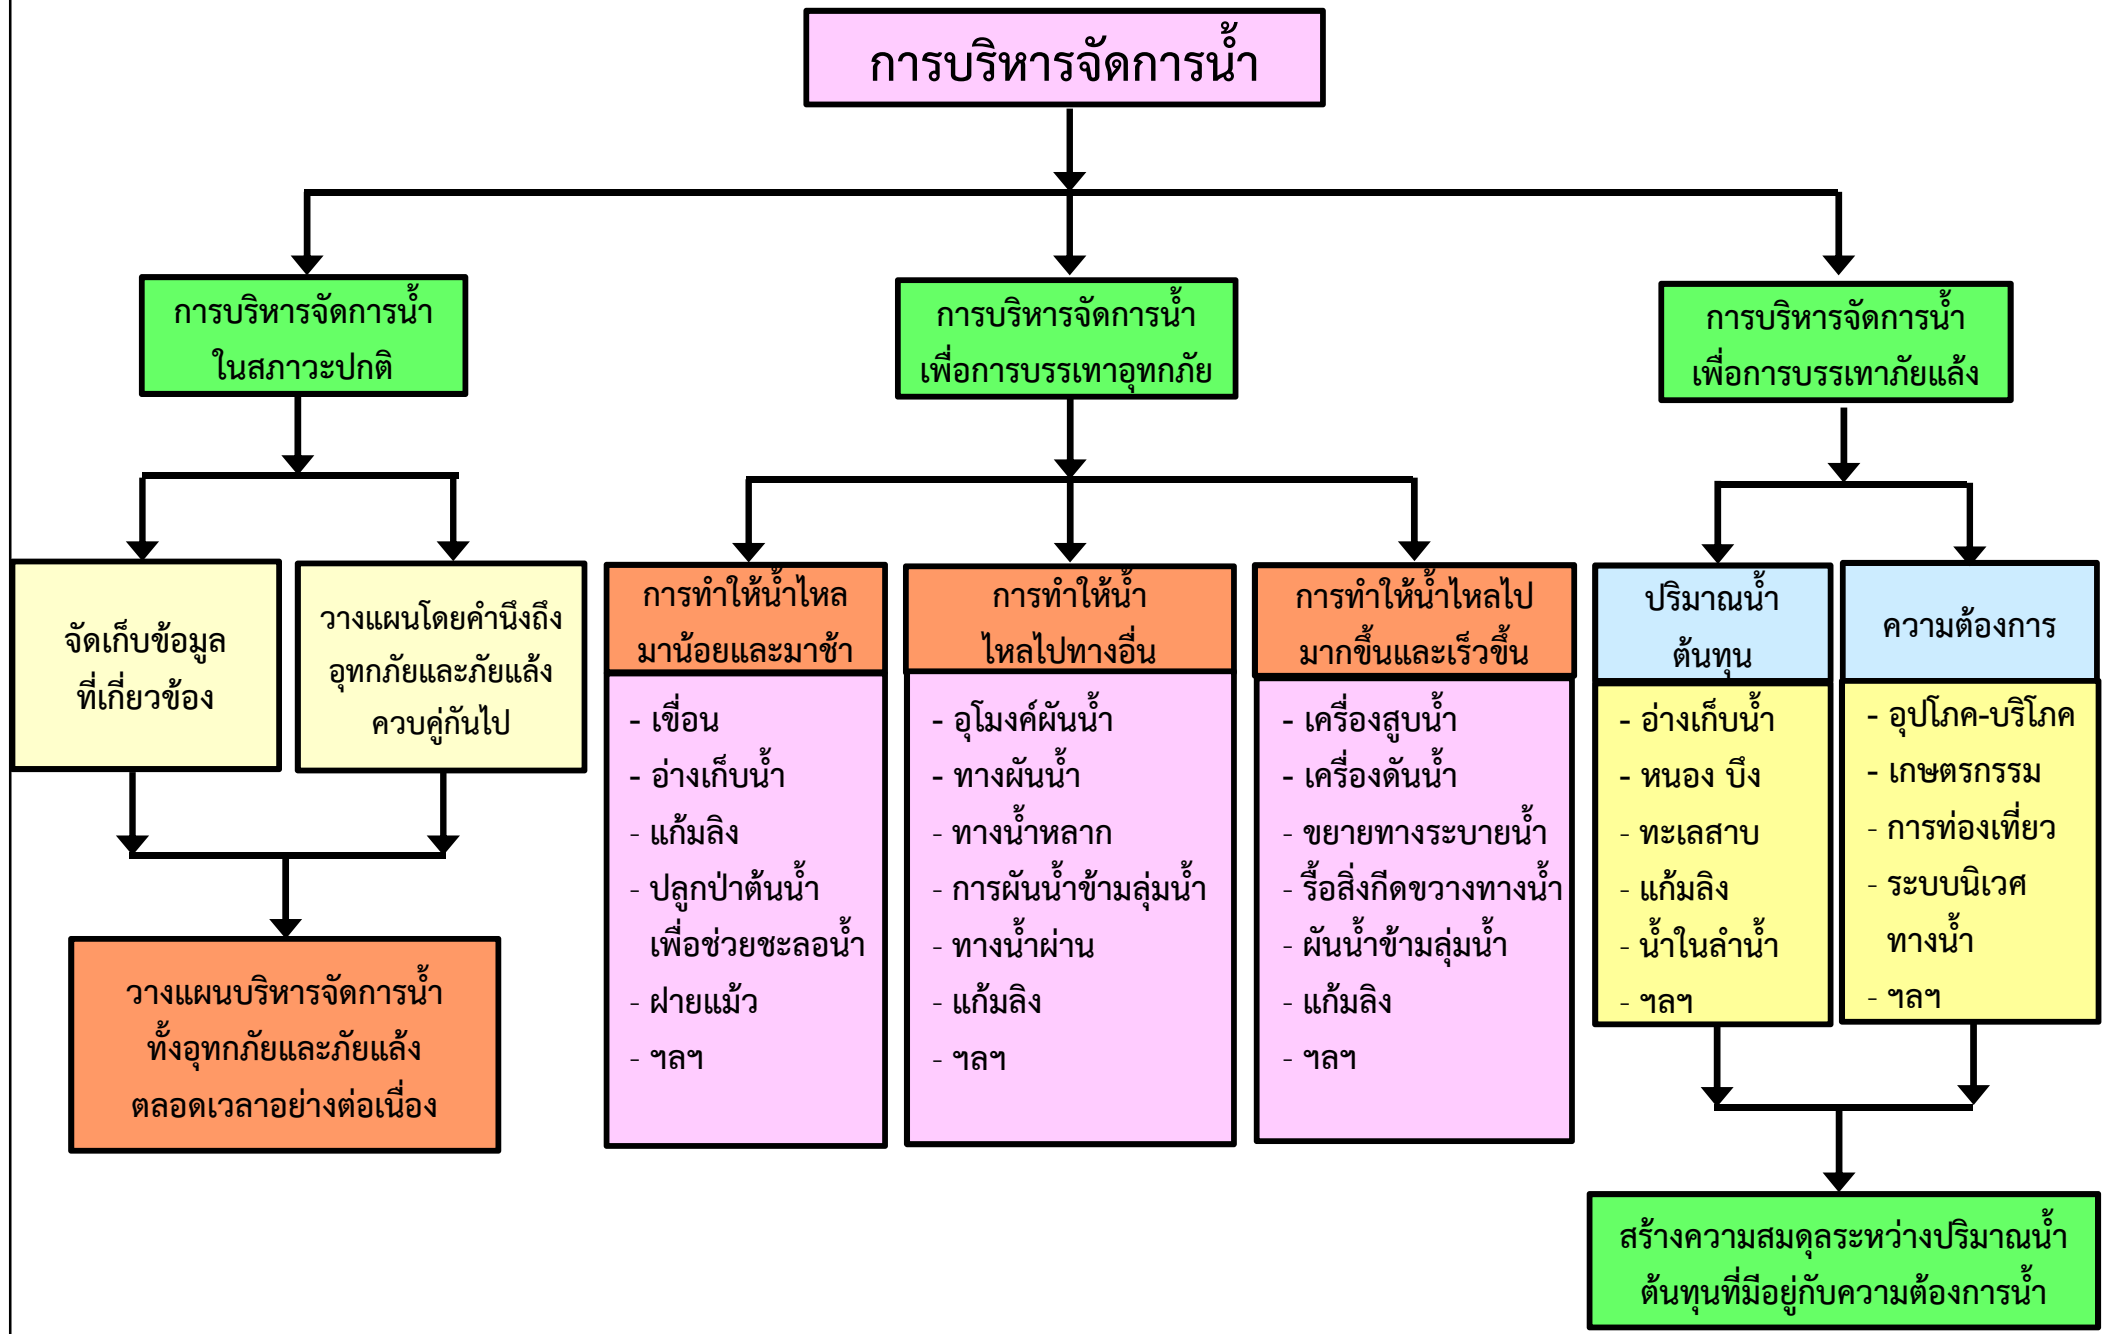 การบริหารจัดการน้ำ
การบริหารจัดการน้ำ
ในสภาวะปกติ
การบริหารจัดการน้ำ
เพื่อการบรรเทาอุทกภัย
การบริหารจัดการน้ำ
เพื่อการบรรเทาภัยแล้ง
จัดเก็บข้อมูล
ที่เกี่ยวข้อง
วางแผนโดยคำนึงถึง
อุทกภัยและภัยแล้ง
ควบคู่กันไป
วางแผนบริหารจัดการน้ำ
ทั้งอุทกภัยและภัยแล้ง
ตลอดเวลาอย่างต่อเนื่อง
การทำให้น้ำไหล
มาน้อยและมาช้า
- เขื่อน
- อ่างเก็บน้ำ
- แก้มลิง
- ปลูกป่าต้นน้ำ
เพื่อช่วยชะลอน้ำ
- ฝายแม้ว
- ฯลฯ
การทำให้น้ำ
ไหลไปทางอื่น
- อุโมงค์ผันน้ำ
- ทางผันน้ำ
- ทางน้ำหลาก
- การผันน้ำข้ามลุ่มน้ำ
- ทางน้ำผ่าน
- แก้มลิง
- ฯลฯ
การทำให้น้ำไหลไป
มากขึ้นและเร็วขึ้น
- เครื่องสูบน้ำ
- เครื่องดันน้ำ
- ขยายทางระบายน้ำ
- รื้อสิ่งกีดขวางทางน้ำ
- ผันน้ำข้ามลุ่มน้ำ
- แก้มลิง
- ฯลฯ
ปริมาณน้ำ
ต้นทุน
- อ่างเก็บน้ำ
- หนอง บึง
- ทะเลสาบ
- แก้มลิง
- น้ำในลำน้ำ
- ฯลฯ
ความต้องการ
- อุปโภค-บริโภค
- เกษตรกรรม
- การท่องเที่ยว
- ระบบนิเวศ
ทางน้ำ
- ฯลฯ
สร้างความสมดุลระหว่างปริมาณน้ำ
ต้นทุนที่มีอยู่กับความต้องการน้ำ